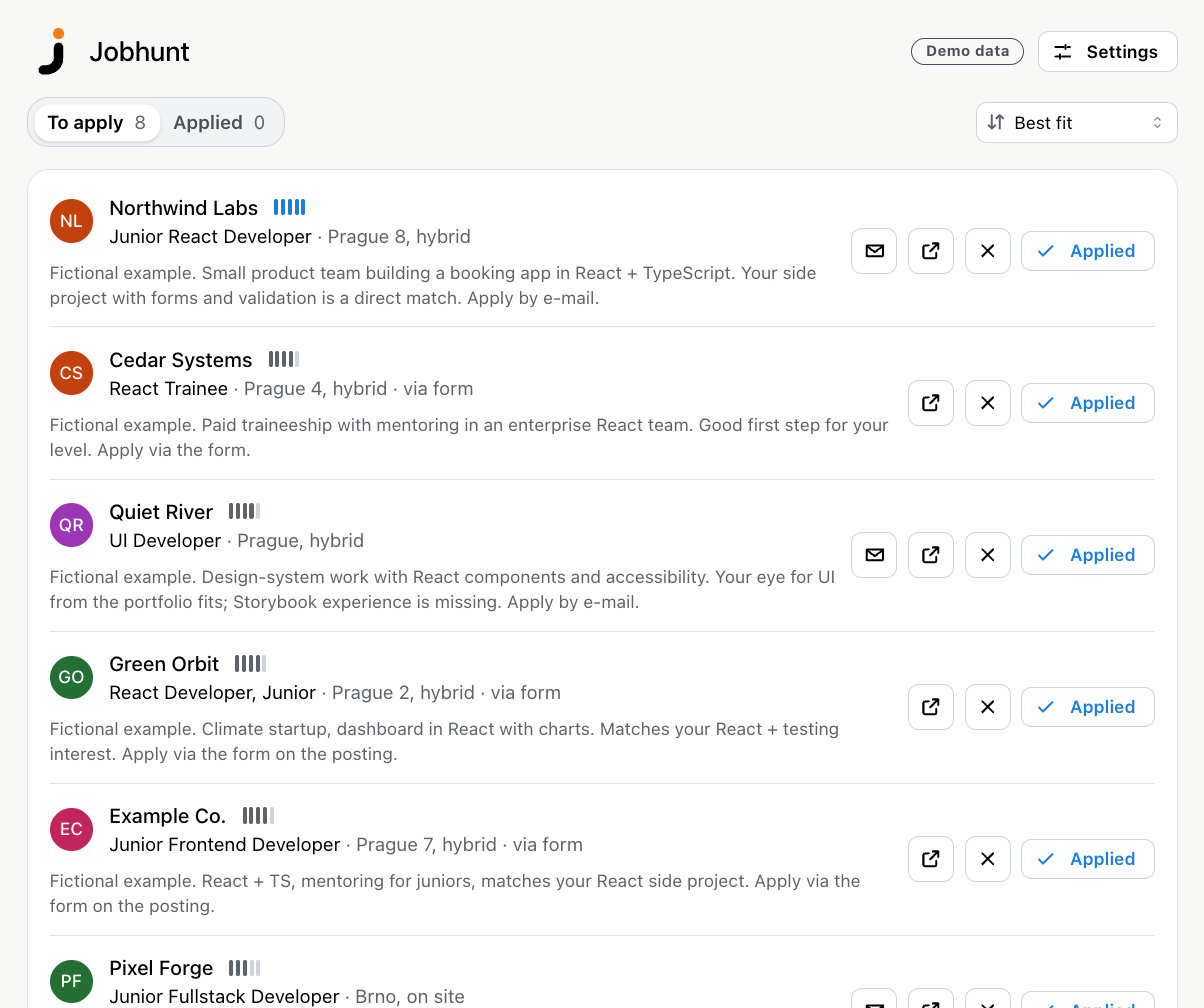 Jobhunt
Demo data
Settings
To apply 8
Applied 0
Best fit
NL
Northwind Labs
Junior React Developer · Prague 8, hybrid
Applied
Fictional example. Small product team building a booking app in React + TypeScript. Your side
project with forms and validation is a direct match. Apply by e-mail.
CS
Cedar Systems
React Trainee · Prague 4, hybrid · via form
Applied
Fictional example. Paid traineeship with mentoring in an enterprise React team. Good first step for your
level. Apply via the form.
QR
Quiet River
UI Developer · Prague, hybrid
Applied
Fictional example. Design-system work with React components and accessibility. Your eye for UI
from the portfolio fits; Storybook experience is missing. Apply by e-mail.
GO
Green Orbit
React Developer, Junior · Prague 2, hybrid · via form
Applied
Fictional example. Climate startup, dashboard in React with charts. Matches your React + testing
interest. Apply via the form on the posting.
EC
Example Co.
Junior Frontend Developer · Prague 7, hybrid · via form
Applied
Fictional example. React + TS, mentoring for juniors, matches your React side project. Apply via the
form on the posting.
PF
Pixel Forge
Junior Fullstack Developer · Brno, on site